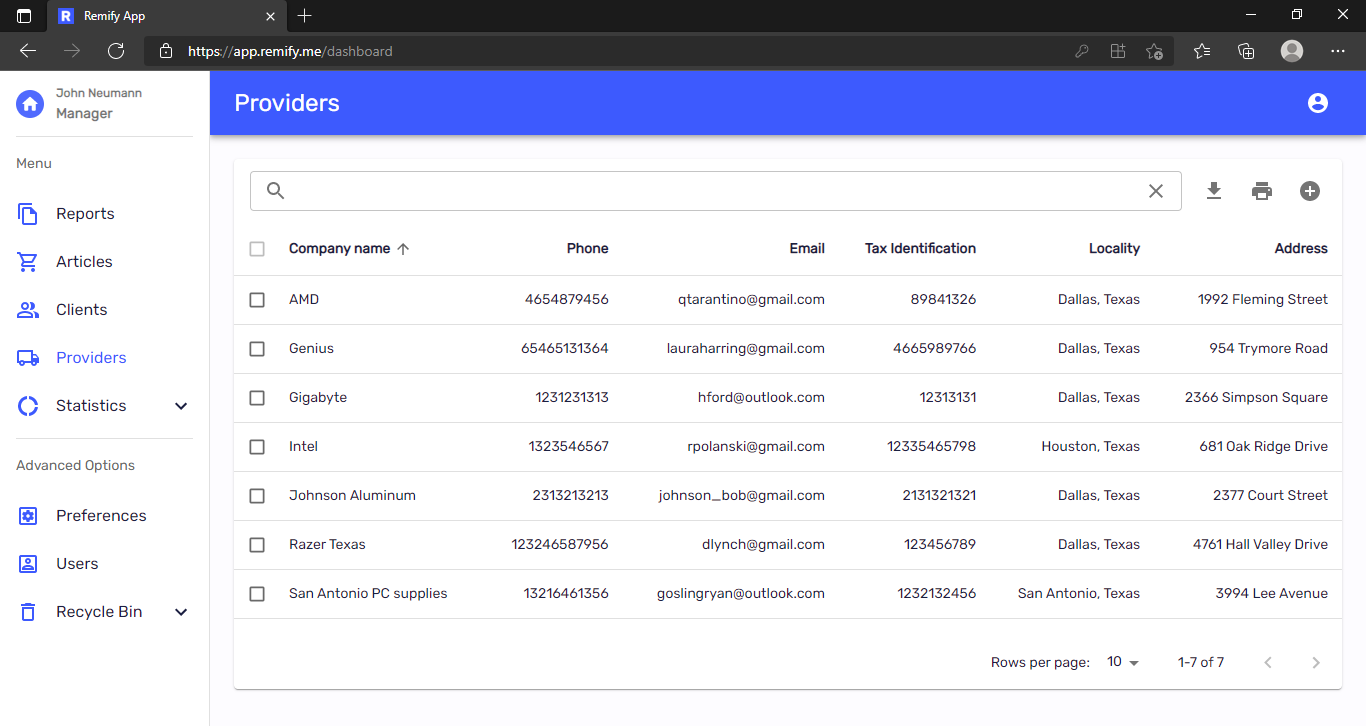 R Remify App
https://app.remify.me/dashboard
John Neumann
Manager
Providers
Menu
Reports
Articles
Clients
Providers
Statistics
Advanced Options
Preferences
Users
Recycle Bin
Company name Phone Email Tax Identification Locality Address
AMD 4654879456 qtarantino@gmail.com 89841326 Dallas, Texas 1992 Fleming Street
Genius 65465131364 lauraharring@gmail.com 4665989766 Dallas, Texas 954 Trymore Road
Gigabyte 1231231313 hford@outlook.com 12313131 Dallas, Texas 2366 Simpson Square
Intel 1323546567 rpolanski@gmail.com 12335465798 Houston, Texas 681 Oak Ridge Drive
Johnson Aluminum 2313213213 johnson_bob@gmail.com 2131321321 Dallas, Texas 2377 Court Street
Razer Texas 123246587956 dlynch@gmail.com 123456789 Dallas, Texas 4761 Hall Valley Drive
San Antonio PC supplies 13216461356 goslingryan@outlook.com 1232132456 San Antonio, Texas 3994 Lee Avenue
Rows per page: 10 1-7 of 7